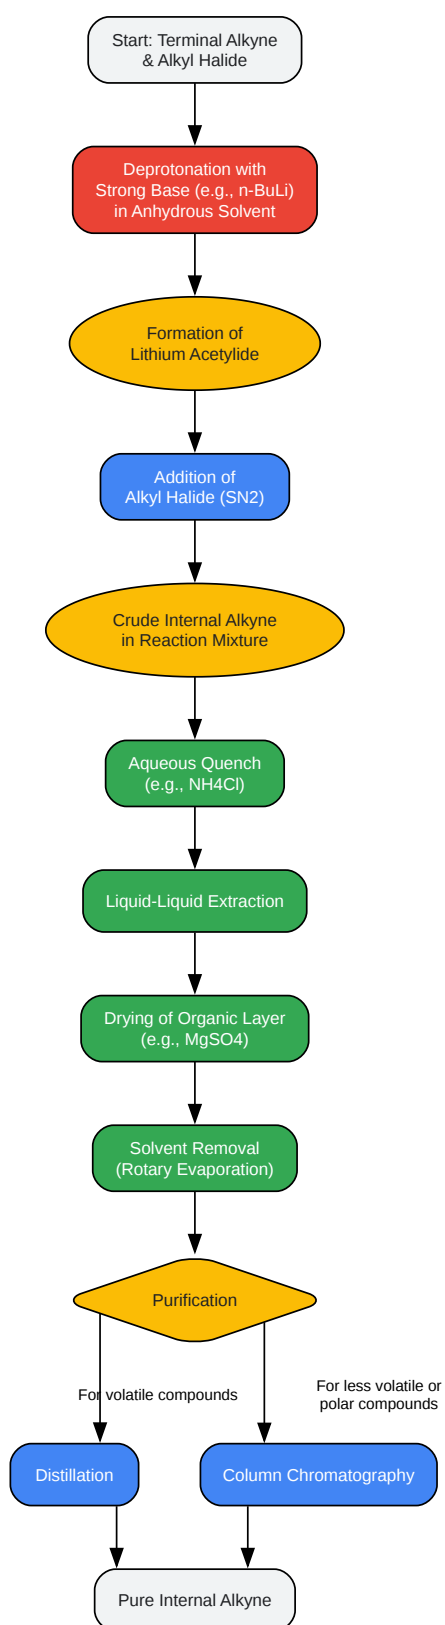 Start: Terminal Alkyne
& Alkyl Halide
Deprotonation with
Strong Base (e.g., n-BuLi)
in Anhydrous Solvent
Formation of
Lithium Acetylide
Addition of
Alkyl Halide (SN2)
Crude Internal Alkyne
in Reaction Mixture
Aqueous Quench
(e.g., NH4Cl)
Liquid-Liquid Extraction
Drying of Organic Layer
(e.g., MgSO4)
Solvent Removal
(Rotary Evaporation)
Purification
For volatile compounds
For less volatile or
polar compounds
Distillation
Column Chromatography
Pure Internal Alkyne